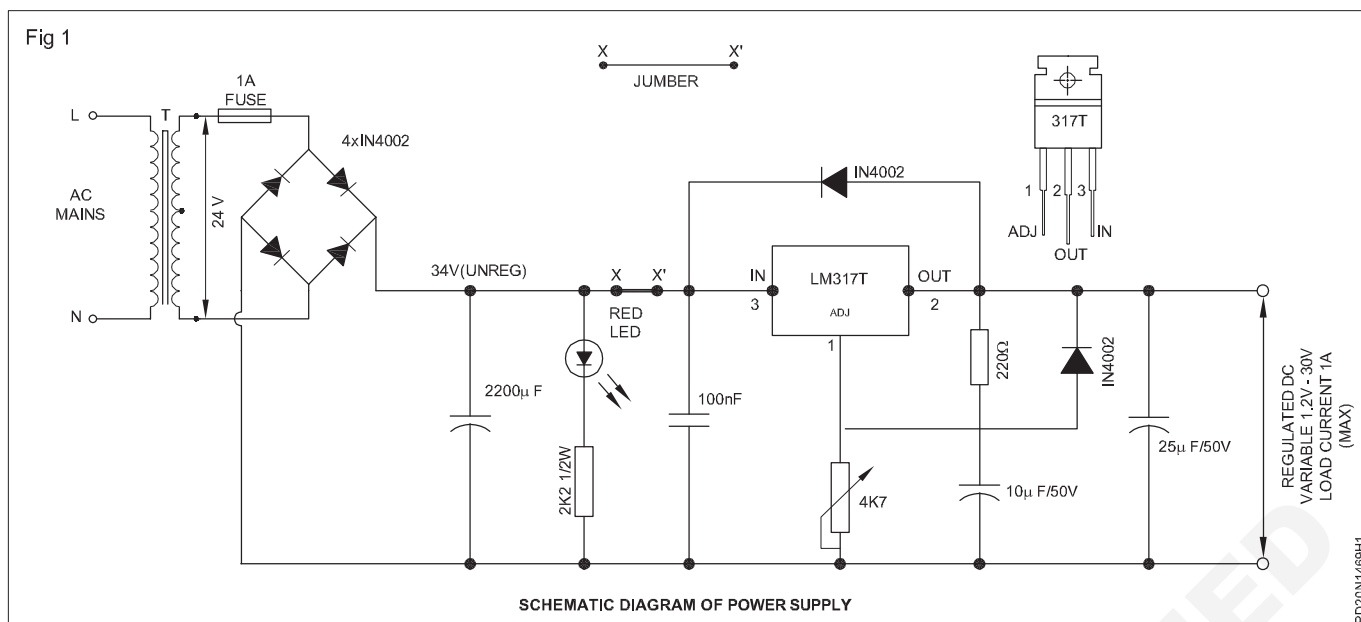 Fig 1
X X'
JUMBER
1A
FUSE
L
T
4xIN4002
AC
MAINS
24 V
N
317T
1 2 3
ADJ
OUT
IN
IN4002
34V(UNREG)
X X'
RED
LED
IN
3
LM317T
ADJ
1
OUT
2
220Ω
IN4002
2200µ F
100nF
2K2 1/2W
4K7
10µ F/50V
25µ F/50V
REGULATED DC
VARIABLE 1.2V - 30V
LOAD CURRENT 1A
(MAX)
SCHEMATIC DIAGRAM OF POWER SUPPLY